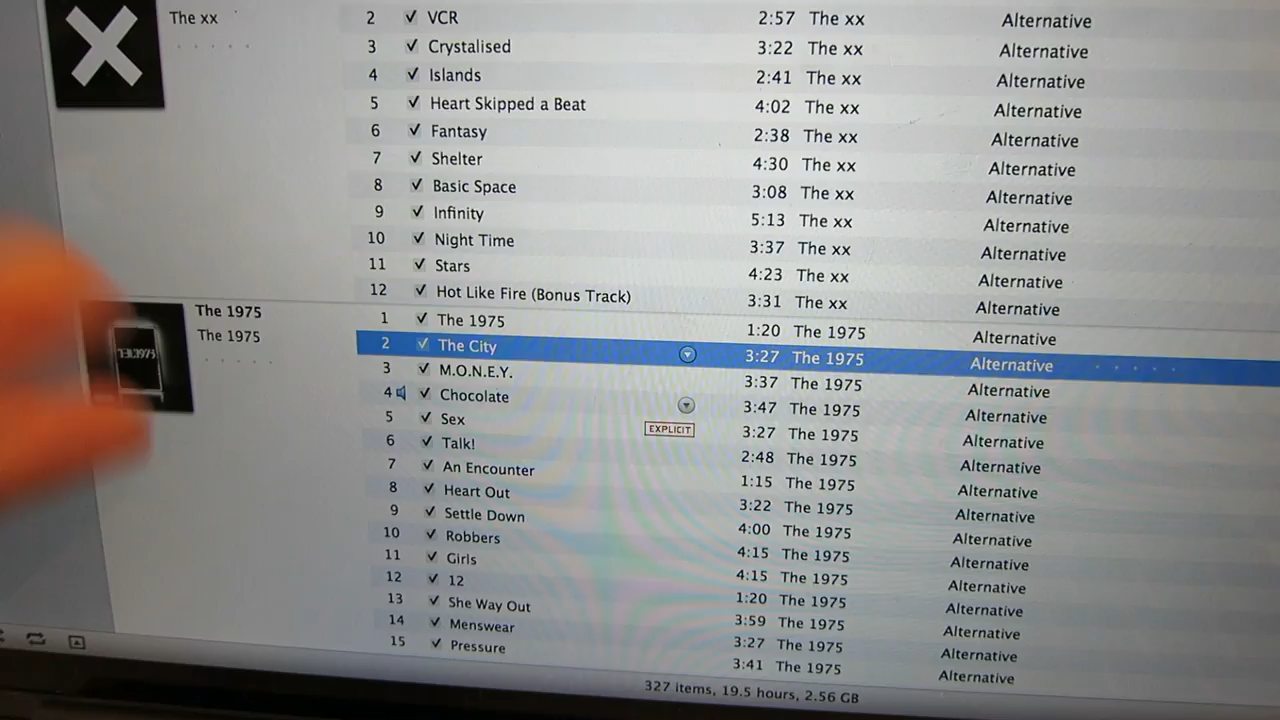 The xx
2 VCR 2:57 The xx Alternative
3 Crystalised 3:22 The xx Alternative
4 Islands 2:41 The xx Alternative
5 Heart Skipped a Beat 4:02 The xx Alternative
6 Fantasy 2:38 The xx Alternative
7 Shelter 4:30 The xx Alternative
8 Basic Space 3:08 The xx Alternative
9 Infinity 5:13 The xx Alternative
10 Night Time 3:37 The xx Alternative
11 Stars 4:23 The xx Alternative
12 Hot Like Fire (Bonus Track) 3:31 The xx Alternative
THE 1975
The 1975
The 1975
1 The 1975 1:20 The 1975 Alternative
2 The City 3:27 The 1975 Alternative
3 M.O.N.E.Y. 3:37 The 1975 Alternative
4 Chocolate 3:47 The 1975 Alternative
5 Sex EXPLICIT 3:27 The 1975 Alternative
6 Talk! 2:48 The 1975 Alternative
7 An Encounter 1:15 The 1975 Alternative
8 Heart Out 3:22 The 1975 Alternative
9 Settle Down 4:00 The 1975 Alternative
10 Robbers 4:15 The 1975 Alternative
11 Girls 4:15 The 1975 Alternative
12 12 1:20 The 1975 Alternative
13 She Way Out 3:59 The 1975 Alternative
14 Menswear 3:27 The 1975 Alternative
15 Pressure 3:41 The 1975 Alternative
327 items, 19.5 hours, 2.56 GB